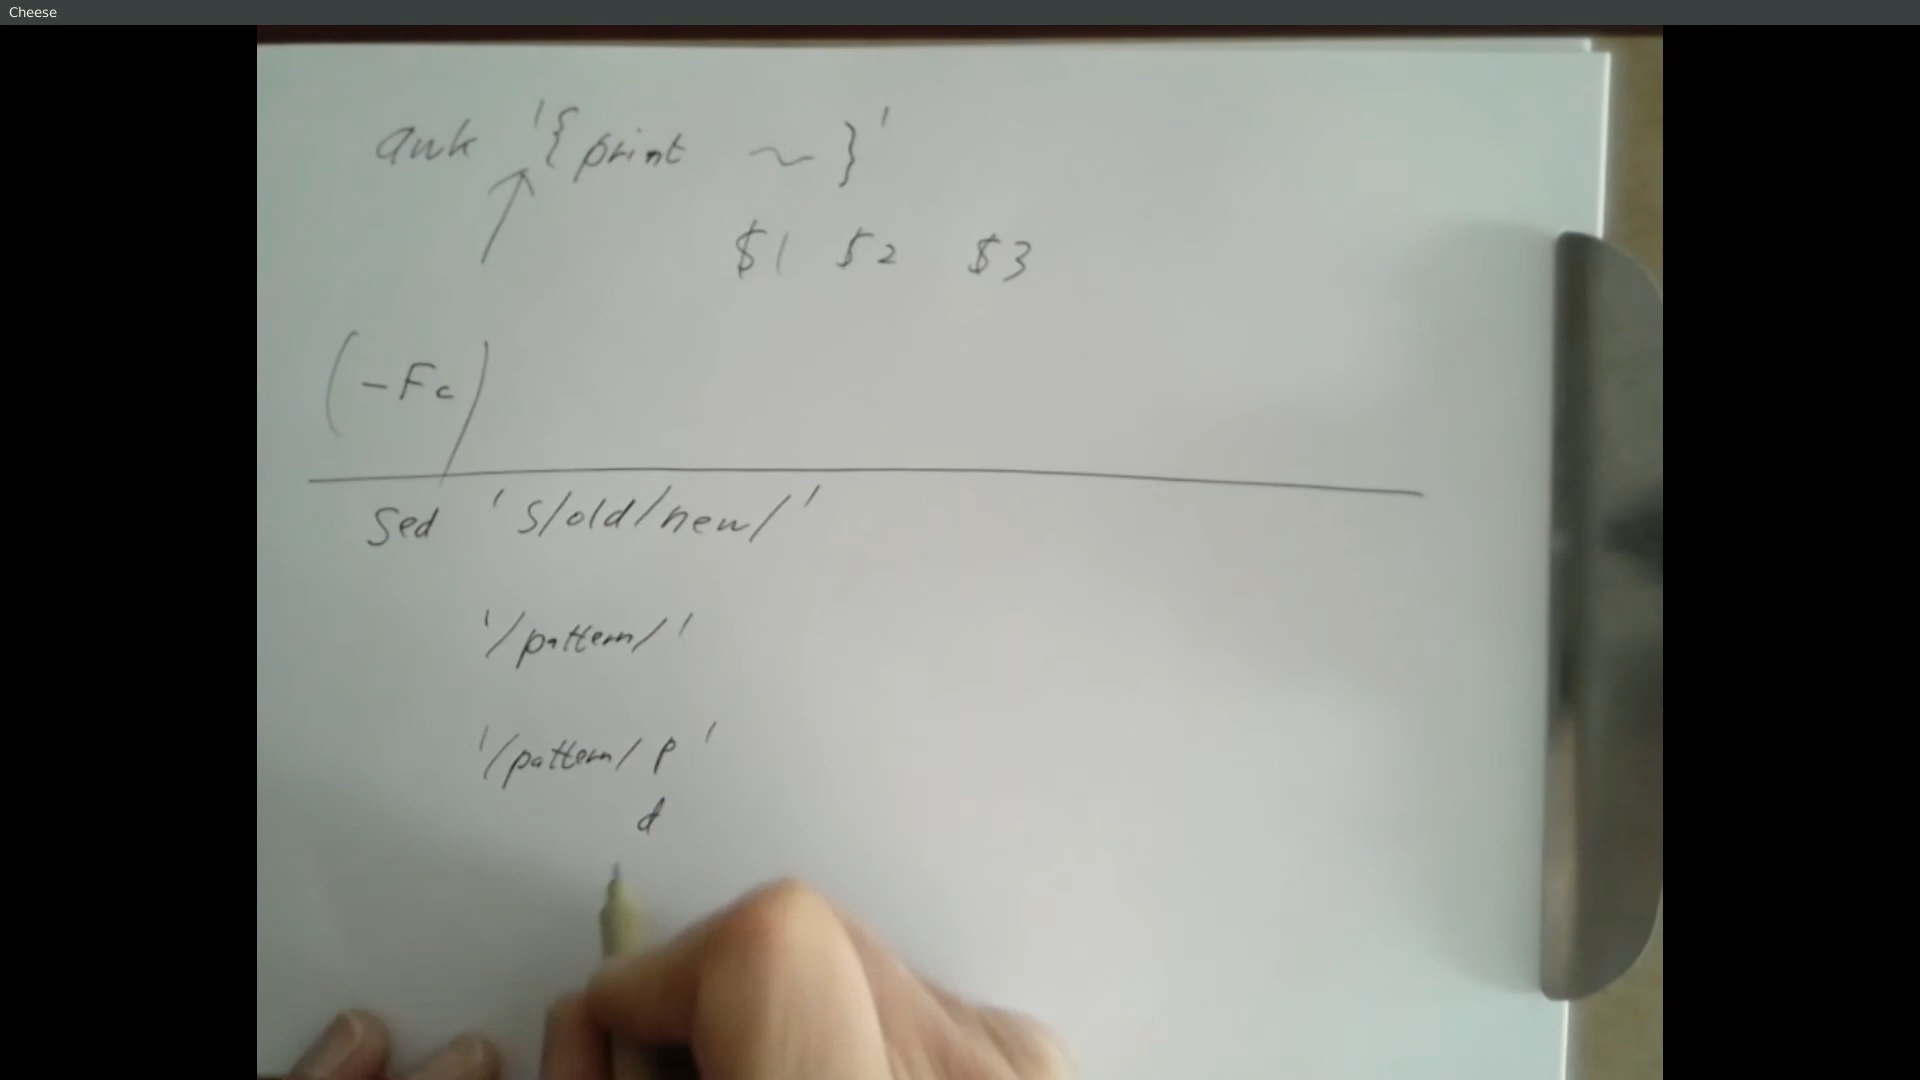 Cheese
awk '{print ~}'
$1 $2 $3
(-Fc)
sed 's/old/new/'
'/pattern/'
'/pattern/ p'
d